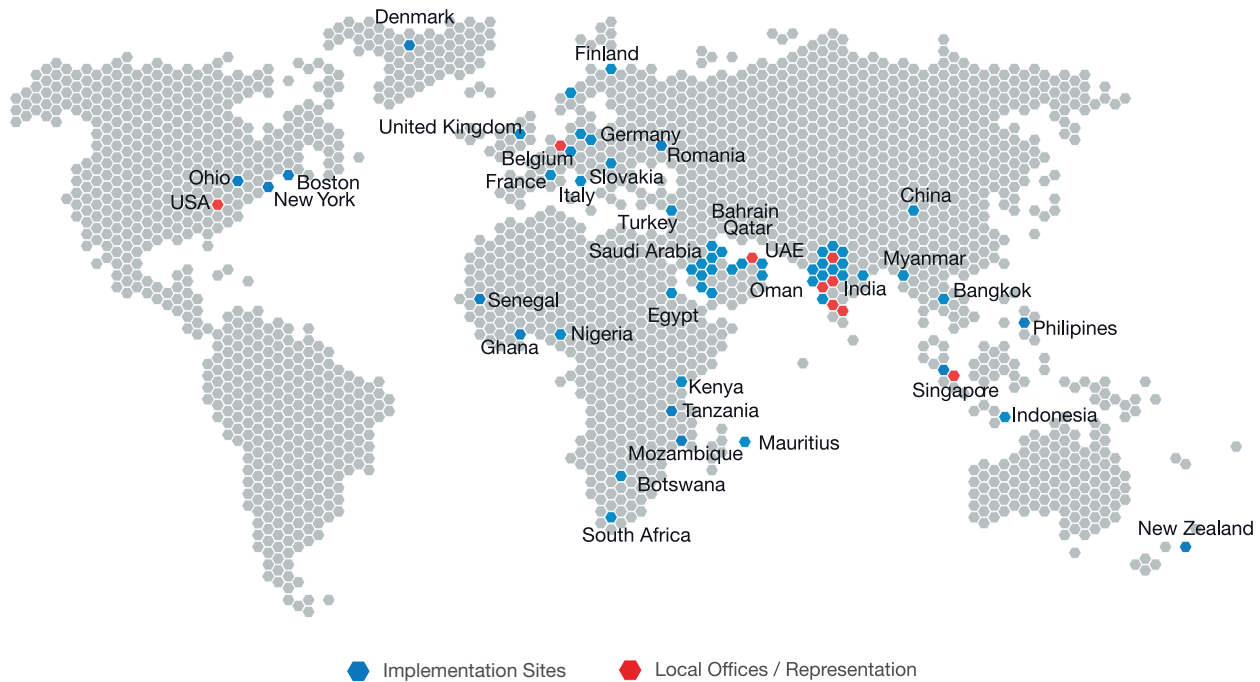 Denmark
Finland
United Kingdom
Germany
Belgium
Romania
Ohio
Boston
France
Slovakia
USA
New York
Italy
China
Turkey
Bahrain
Qatar
Saudi Arabia
UAE
Myanmar
Oman
India
Bangkok
Senegal
Egypt
Philipines
Ghana
Nigeria
Kenya
Singapore
Tanzania
Indonesia
Mozambique
Mauritius
Botswana
South Africa
New Zealand
Implementation Sites
Local Offices / Representation